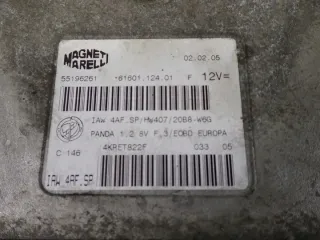 MAGNETI
MARELLI
02.02.05
55196261 -61601.124.01 F 12V=
IAW 4AF.SP/HW407/20B8-W6G
PANDA 1.2 8V F.3/EOBD EUROPA
C-146 4KRET822F 033 05
IAW 4AF.SP